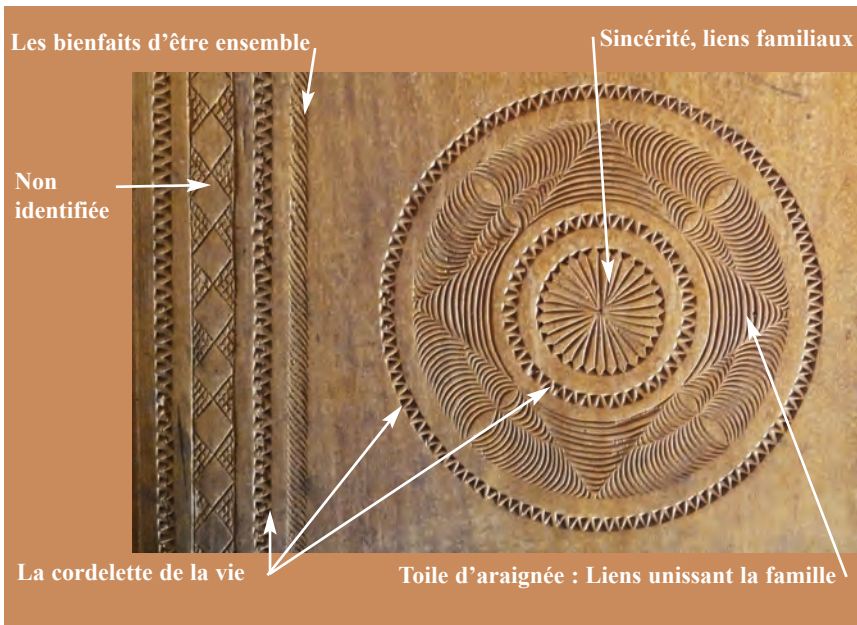 Les bienfaits d'être ensemble
Sincérité, liens familiaux
Non
identifiée
La cordelette de la vie
Toile d'araignée : Liens unissant la famille